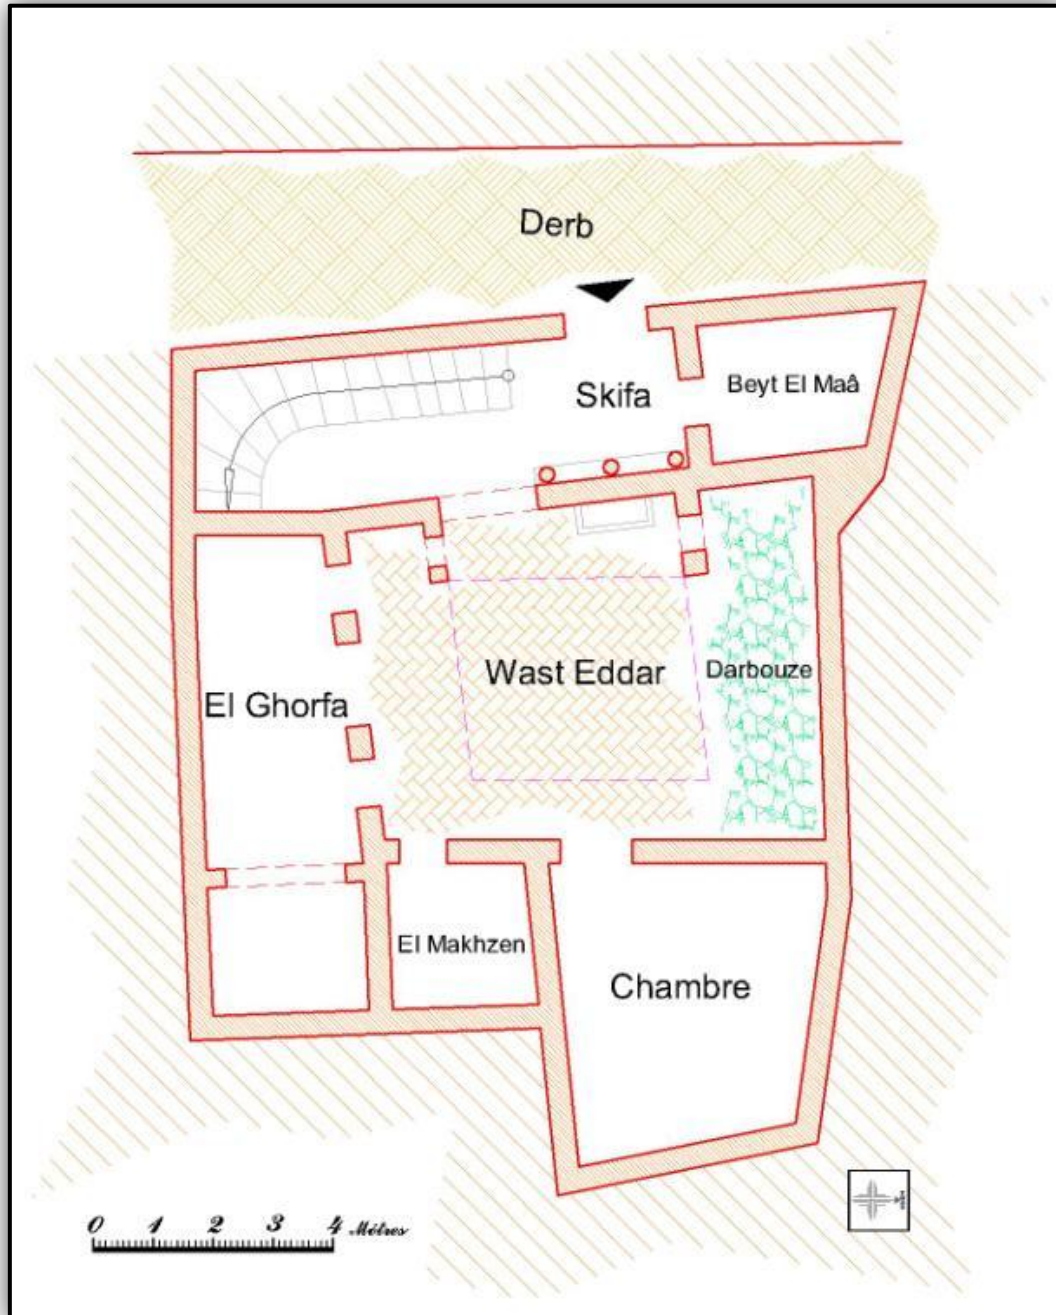 Derb
Skifa
Beyt El Maâ
Wast Eddar
Darbouze
El Ghorfa
El Makhzen
Chambre
0 1 2 3 4 Mètres